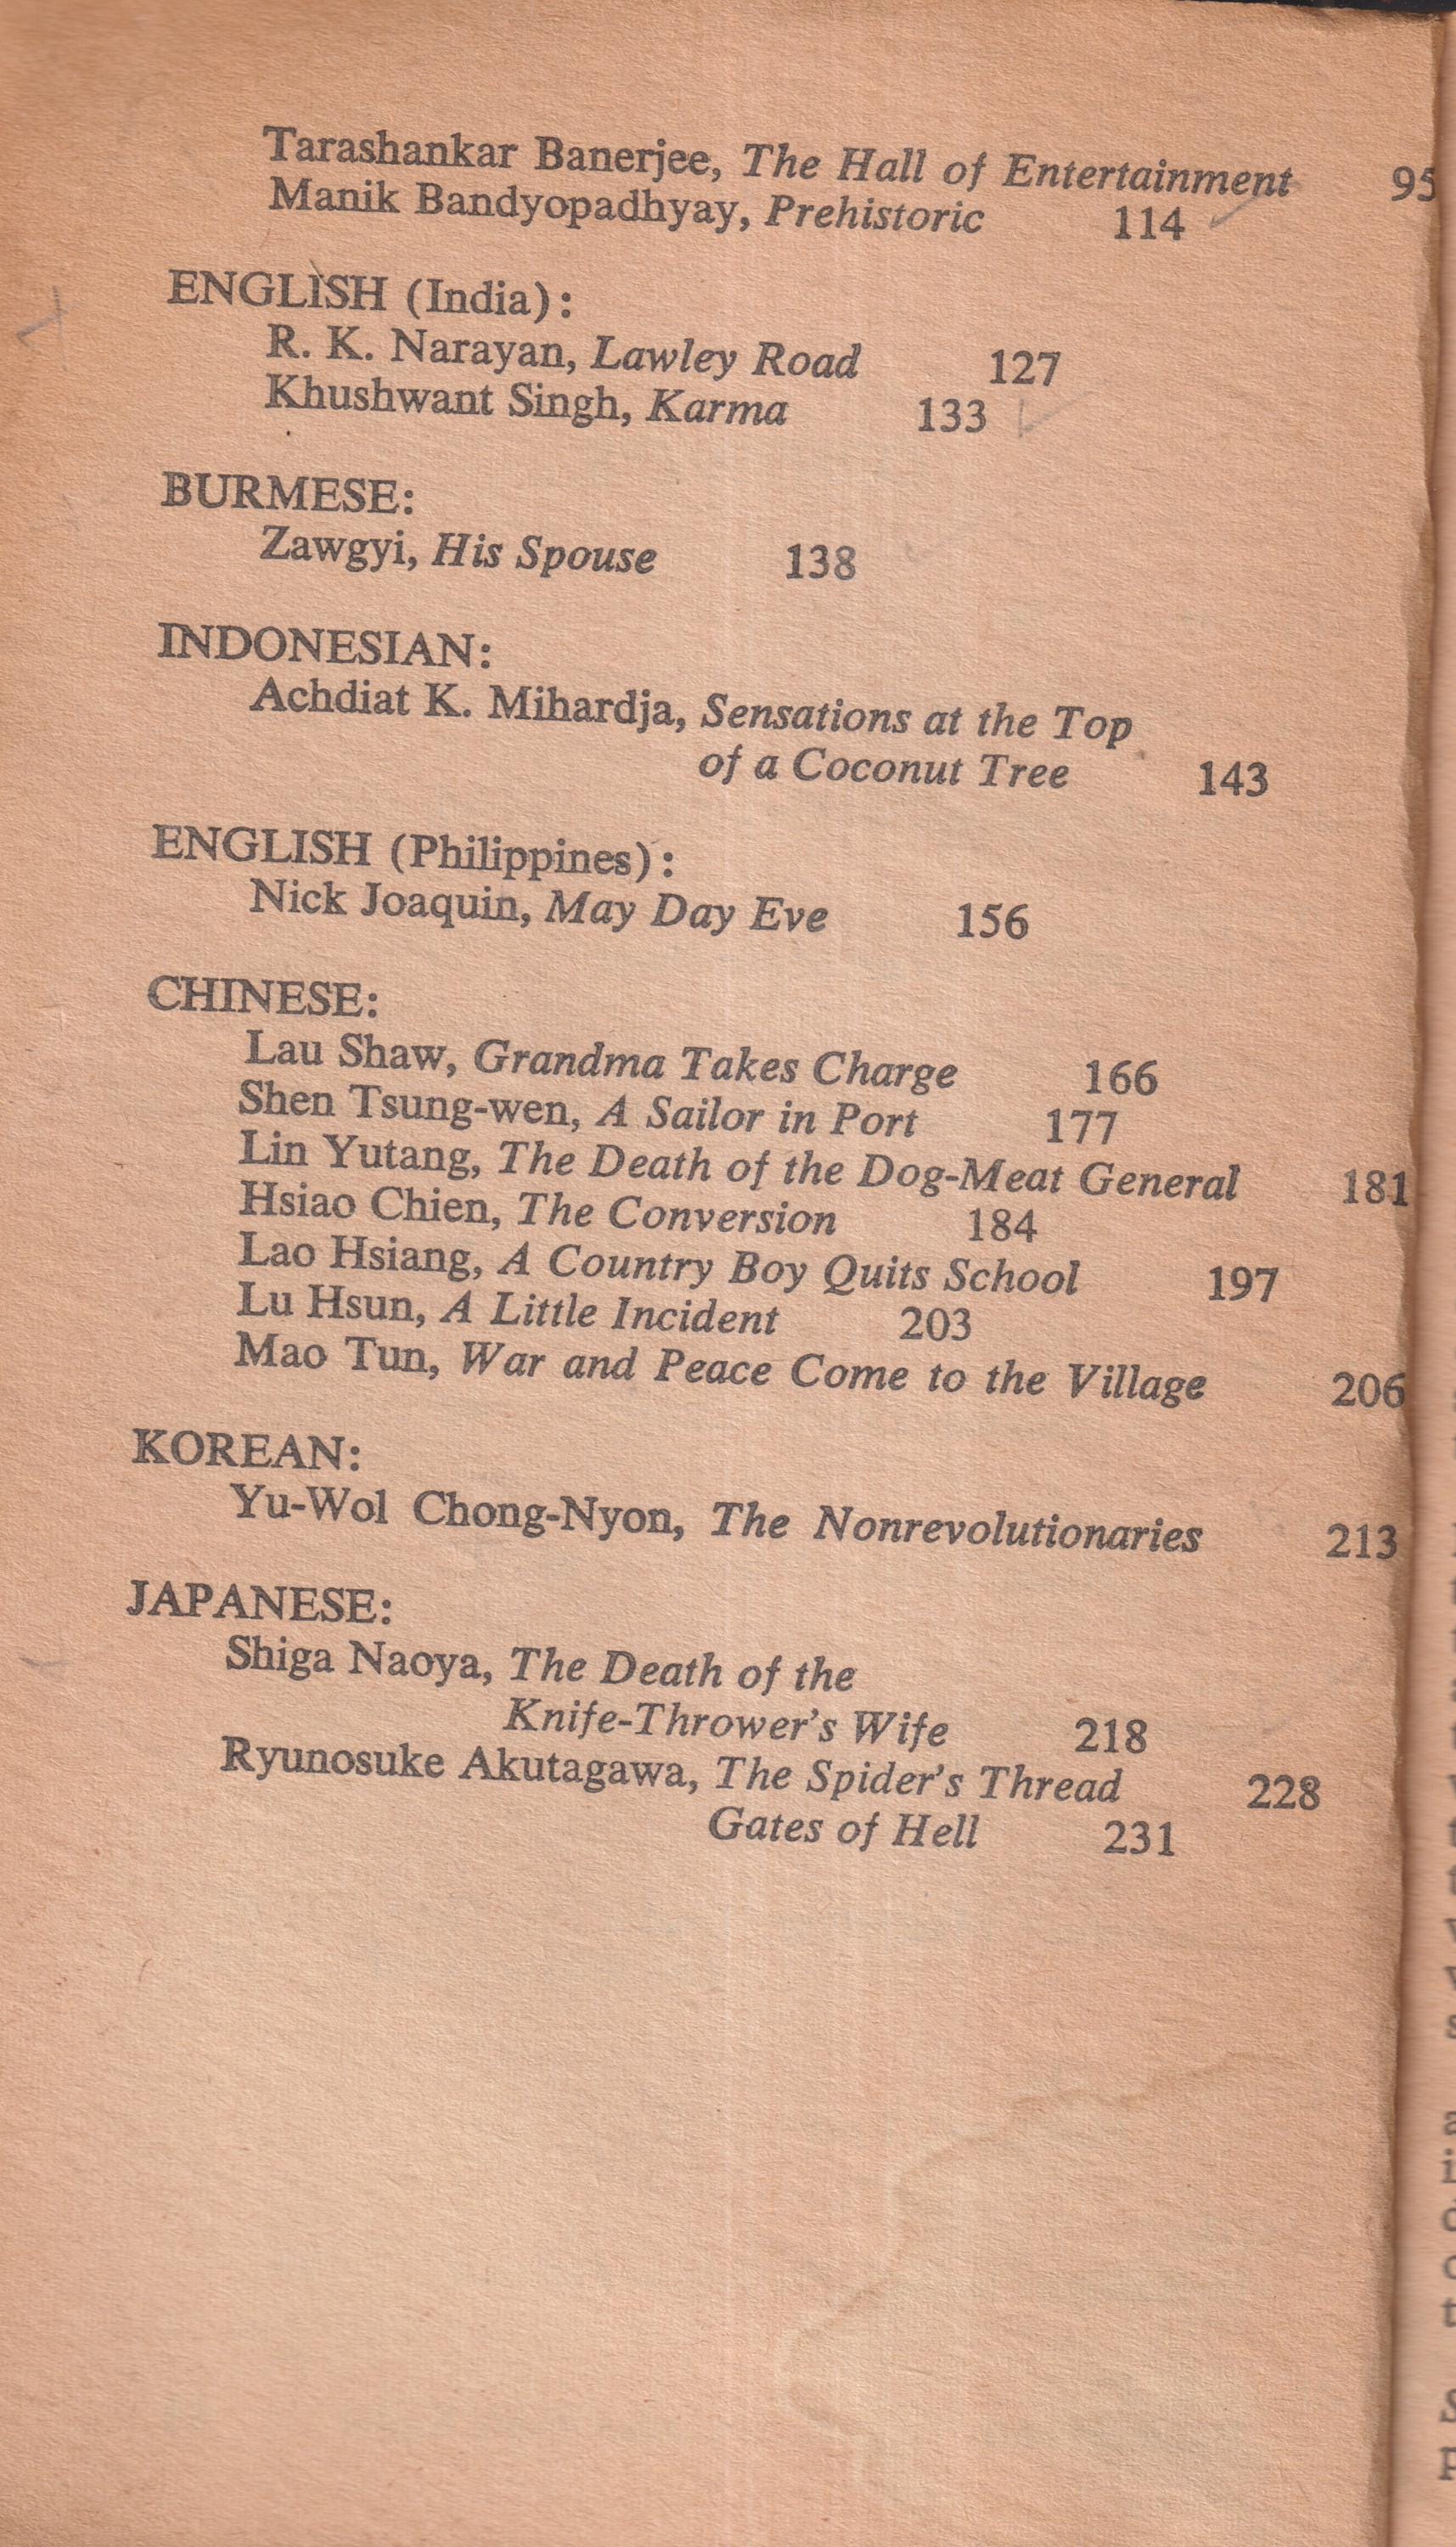 Tarashankar Banerjee, The Hall of Entertainment 95
Manik Bandyopadhyay, Prehistoric 114
ENGLISH (India):
R. K. Narayan, Lawley Road 127
Khushwant Singh, Karma 133
BURMESE:
Zawgyi, His Spouse 138
INDONESIAN:
Achdiat K. Mihardja, Sensations at the Top
of a Coconut Tree 143
ENGLISH (Philippines):
Nick Joaquin, May Day Eve 156
CHINESE:
Lau Shaw, Grandma Takes Charge 166
Shen Tsung-wen, A Sailor in Port 177
Lin Yutang, The Death of the Dog-Meat General 181
Hsiao Chien, The Conversion 184
Lao Hsiang, A Country Boy Quits School 197
Lu Hsun, A Little Incident 203
Mao Tun, War and Peace Come to the Village 206
KOREAN:
Yu-Wol Chong-Nyon, The Nonrevolutionaries 213
JAPANESE:
Shiga Naoya, The Death of the
Knife-Thrower's Wife 218
Ryunosuke Akutagawa, The Spider's Thread 228
Gates of Hell 231